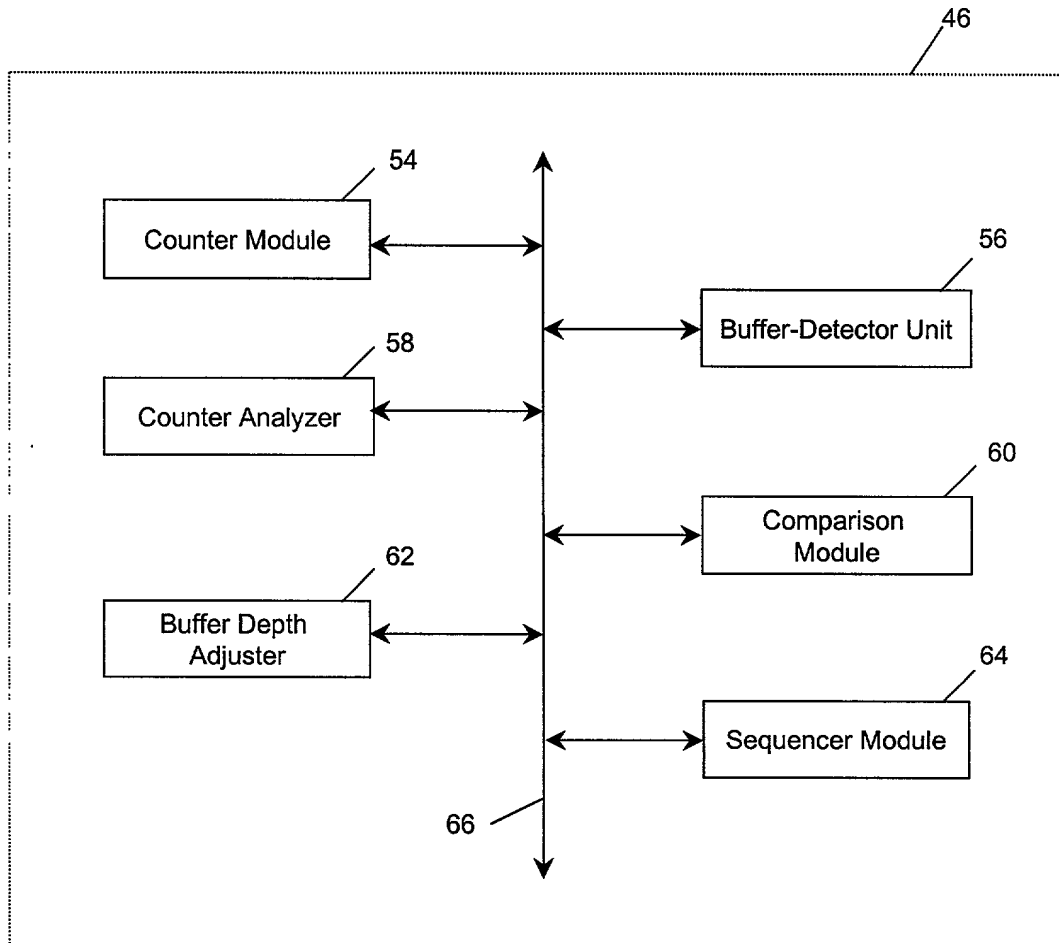 46
54
Counter Module
56
Buffer-Detector Unit
58
Counter Analyzer
60
Comparison
Module
62
Buffer Depth
Adjuster
64
Sequencer Module
66